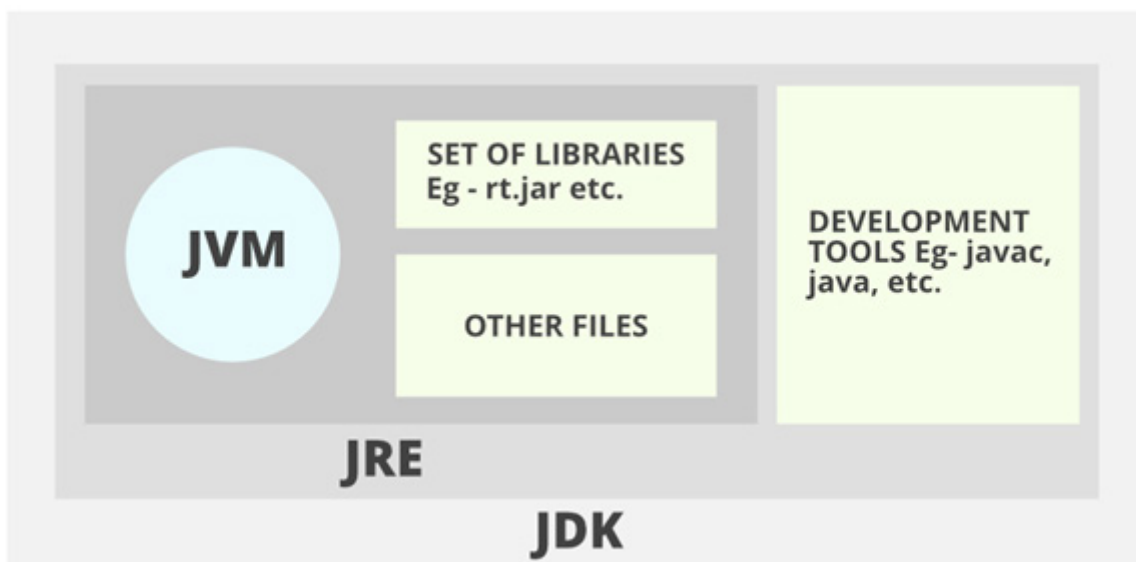 JVM
SET OF LIBRARIES
Eg - rt.jar etc.
OTHER FILES
DEVELOPMENT
TOOLS Eg- javac,
java, etc.
JRE
JDK